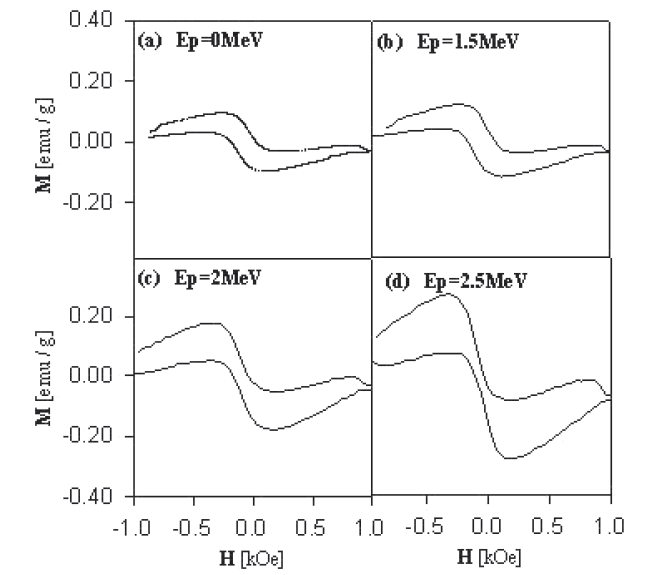 0.40
(a) Ep=0MeV
(b) Ep=1.5MeV
0.20
0.00
-0.20
M [emu / g]
(c) Ep=2MeV
(d) Ep=2.5MeV
0.20
0.00
-0.20
-0.40
M [emu / g]
-1.0 -0.5 0.0 0.5 1.0 -0.5 0.0 0.5 1.0
H [kOe]
H [kOe]